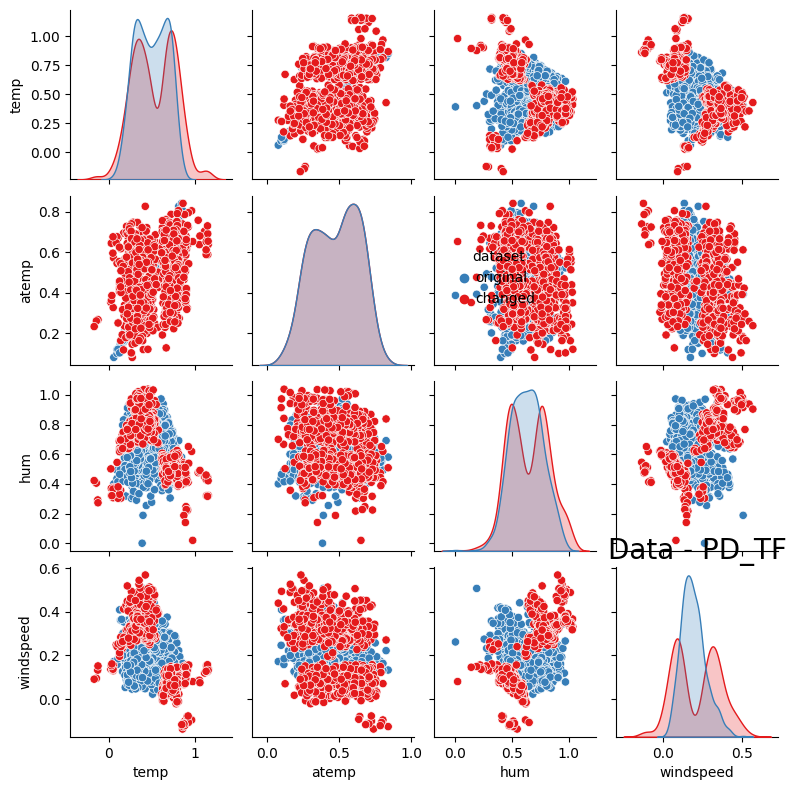 1.00
0.75
0.50
0.25
0.00
temp
0.8
0.6
0.4
0.2
atemp
dataset
original
changed
1.0
0.8
0.6
0.4
0.2
0.0
hum
Data - PD_TF
0.6
0.4
0.2
0.0
windspeed
0 1
temp
0.0 0.5 1.0
atemp
0.0 0.5 1.0
hum
0.0 0.5
windspeed